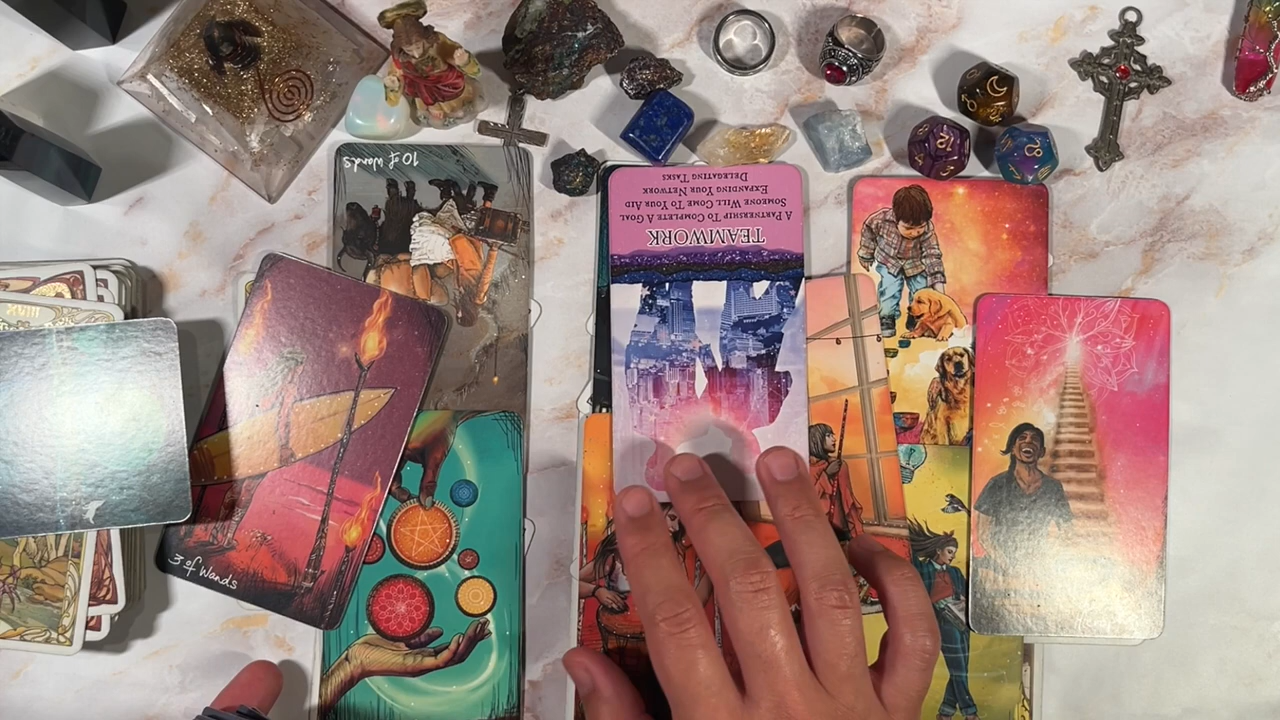 10 of Wands
TEAMWORK
A PARTNERSHIP TO COMPLETE A GOAL
SOMEONE WILL COME TO YOUR AID
EXPANDING YOUR NETWORK
DELEGATING TASKS
XVIII
3 of Wands